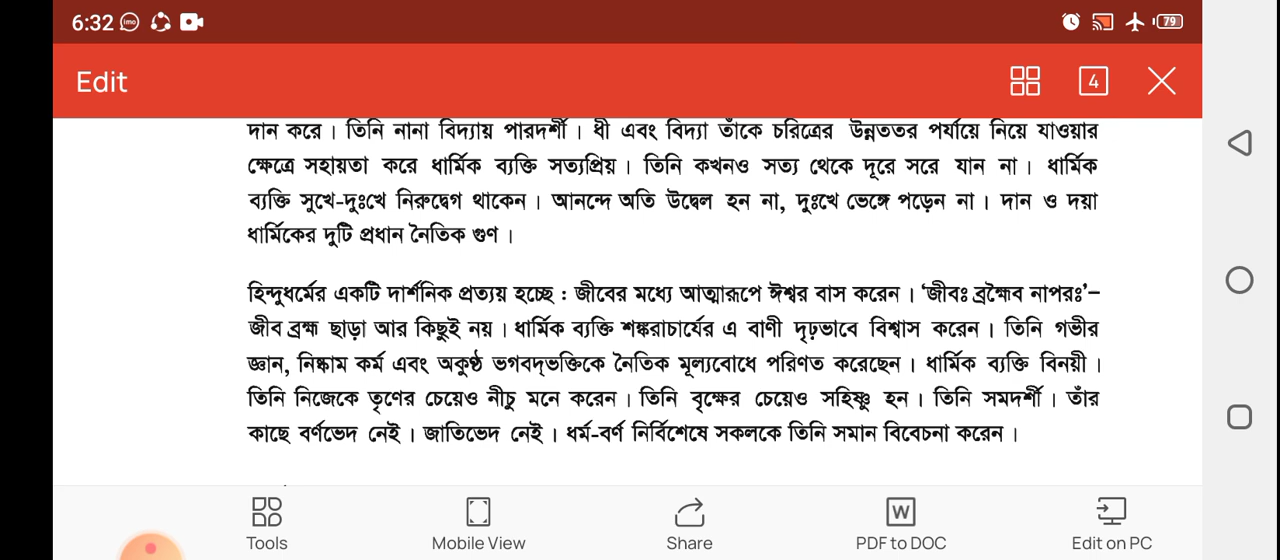 6:32
79
Edit
4
দান করে । তিনি নানা বিদ্যায় পারদর্শী । ধী এবং বিদ্যা তাঁকে চরিত্রের উন্নততর পর্যায়ে নিয়ে যাওয়ার
ক্ষেত্রে সহায়তা করে ধার্মিক ব্যক্তি সত্যপ্রিয় । তিনি কখনও সত্য থেকে দূরে সরে যান না । ধার্মিক
ব্যক্তি সুখে-দুঃখে নিরুদ্বেগ থাকেন । আনন্দে অতি উদ্বেল হন না, দুঃখে ভেঙ্গে পড়েন না । দান ও দয়া
ধার্মিকের দুটি প্রধান নৈতিক গুণ ।
হিন্দুধর্মের একটি দার্শনিক প্রত্যয় হচ্ছে : জীবের মধ্যে আত্মারূপে ঈশ্বর বাস করেন । ‘জীবঃ ব্রহ্মৈব নাপরঃ’–
জীব ব্রহ্ম ছাড়া আর কিছুই নয় । ধার্মিক ব্যক্তি শঙ্করাচার্যের এ বাণী দৃঢ়ভাবে বিশ্বাস করেন । তিনি গভীর
জ্ঞান, নিষ্কাম কর্ম এবং অকুণ্ঠ ভগবদ্‌ভক্তিকে নৈতিক মূল্যবোধে পরিণত করেছেন । ধার্মিক ব্যক্তি বিনয়ী ।
তিনি নিজেকে তৃণের চেয়েও নীচু মনে করেন । তিনি বৃক্ষের চেয়েও সহিষ্ণু হন । তিনি সমদর্শী । তাঁর
কাছে বর্ণভেদ নেই । জাতিভেদ নেই । ধর্ম-বর্ণ নির্বিশেষে সকলকে তিনি সমান বিবেচনা করেন ।
Tools
Mobile View
Share
PDF to DOC
Edit on PC